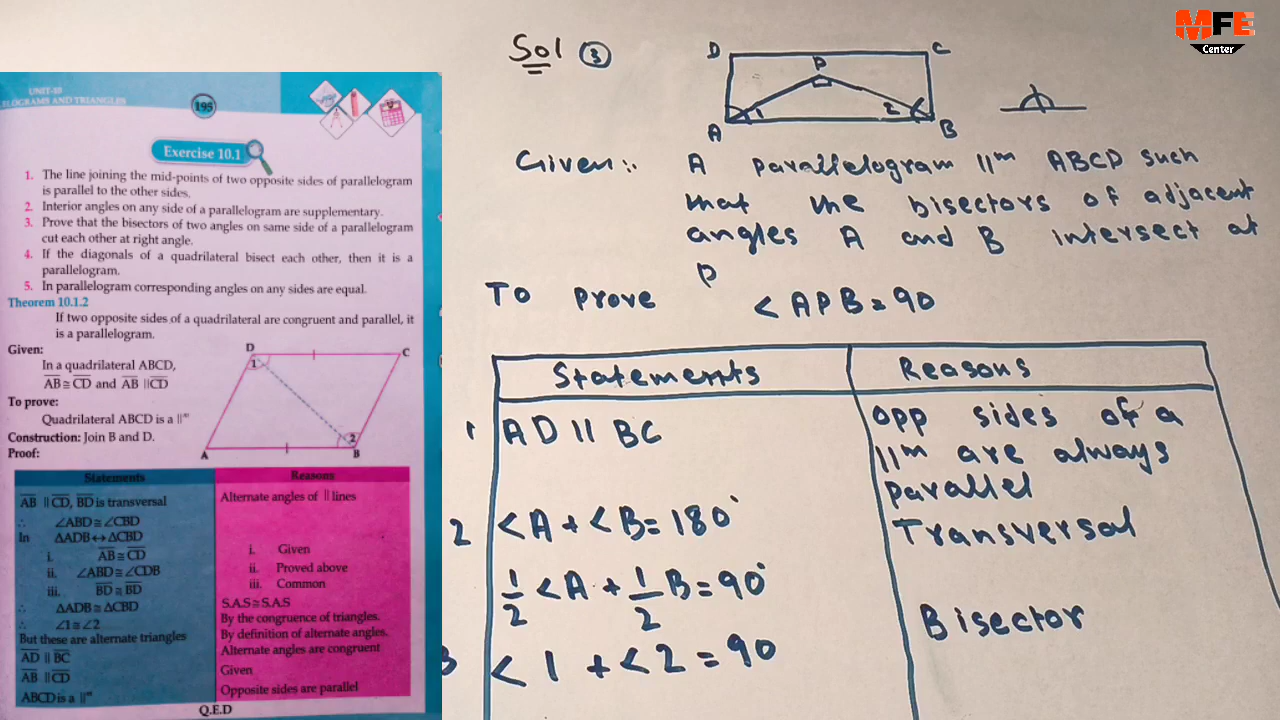 MFE
Center
UNIT-10
PARALLELOGRAMS AND TRIANGLES
195
Exercise 10.1
1. The line joining the mid-points of two opposite sides of parallelogram
is parallel to the other sides.
2. Interior angles on any side of a parallelogram are supplementary.
3. Prove that the bisectors of two angles on same side of a parallelogram
cut each other at right angle.
4. If the diagonals of a quadrilateral bisect each other, then it is a
parallelogram.
5. In parallelogram corresponding angles on any sides are equal.
Theorem 10.1.2
If two opposite sides of a quadrilateral are congruent and parallel, it
is a parallelogram.
Given:
In a quadrilateral ABCD,
AB ≅ CD and AB ||CD
To prove:
Quadrilateral ABCD is a ||ᵐ
Construction: Join B and D.
Proof:
D
C
1
2
A
B
Statements
Reasons
AB || CD, BD is transversal
Alternate angles of || lines
∴ ∠ABD ≅ ∠CBD
In ΔADB ↔ ΔCBD
i. AB ≅ CD
i. Given
ii. ∠ABD ≅ ∠CDB
ii. Proved above
iii. BD ≅ BD
iii. Common
∴ ΔADB ≅ ΔCBD
S.A.S ≅ S.A.S
∴ ∠1 ≅ ∠2
By the congruence of triangles.
But these are alternate triangles
By definition of alternate angles.
AD || BC
Alternate angles are congruent
AB || CD
Given
ABCD is a ||ᵐ
Opposite sides are parallel
Q.E.D
Sol 3
D
C
P
1
2
A
B
Given:. A parallelogram ||ᵐ ABCD such
that the bisectors of adjacent
angles A and B intersect at
P
To prove <APB=90
Statements
Reasons
1 AD || BC
opp sides of a
||ᵐ are always
parallel
2 <A + <B = 180°
Transversal
1/2 <A + 1/2 B = 90°
Bisector
3 <1 + <2 = 90